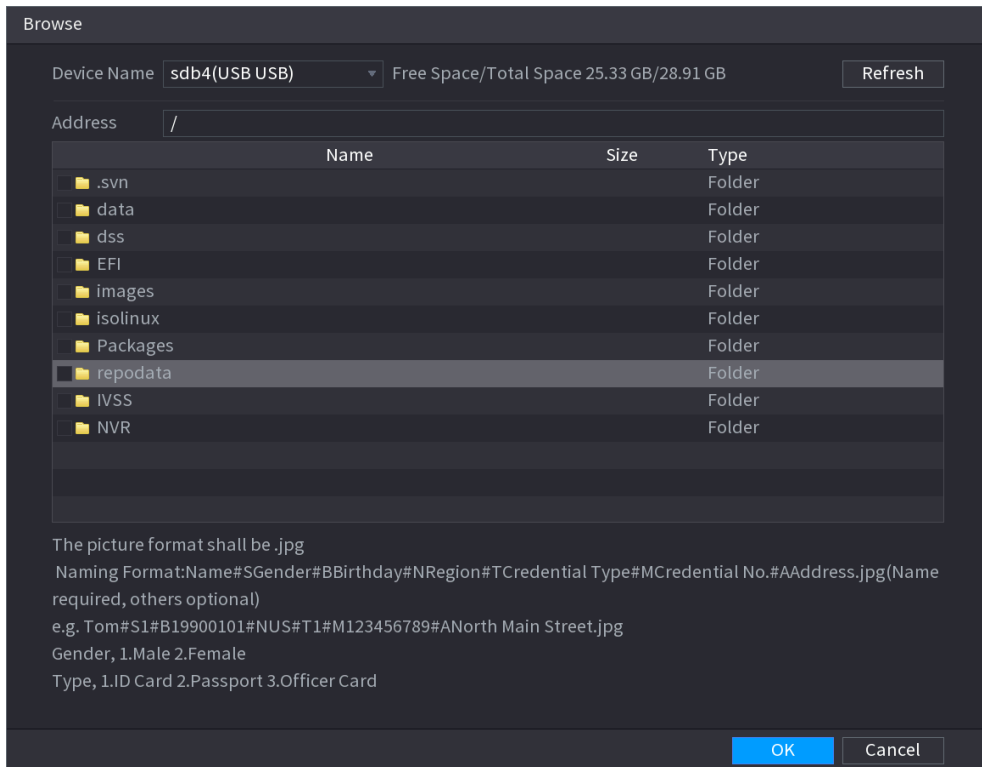 Browse
Device Name sdb4(USB USB) Free Space/Total Space 25.33 GB/28.91 GB Refresh
Address /
Name Size Type
.svn Folder
data Folder
dss Folder
EFI Folder
images Folder
isolinux Folder
Packages Folder
repodata Folder
IVSS Folder
NVR Folder
The picture format shall be .jpg
Naming Format:Name#SGender#BBirthday#NRegion#TCredential Type#MCredential No.#AAddress.jpg(Name
required, others optional)
e.g. Tom#S1#B19900101#NUS#T1#M123456789#ANorth Main Street.jpg
Gender, 1.Male 2.Female
Type, 1.ID Card 2.Passport 3.Officer Card
OK Cancel